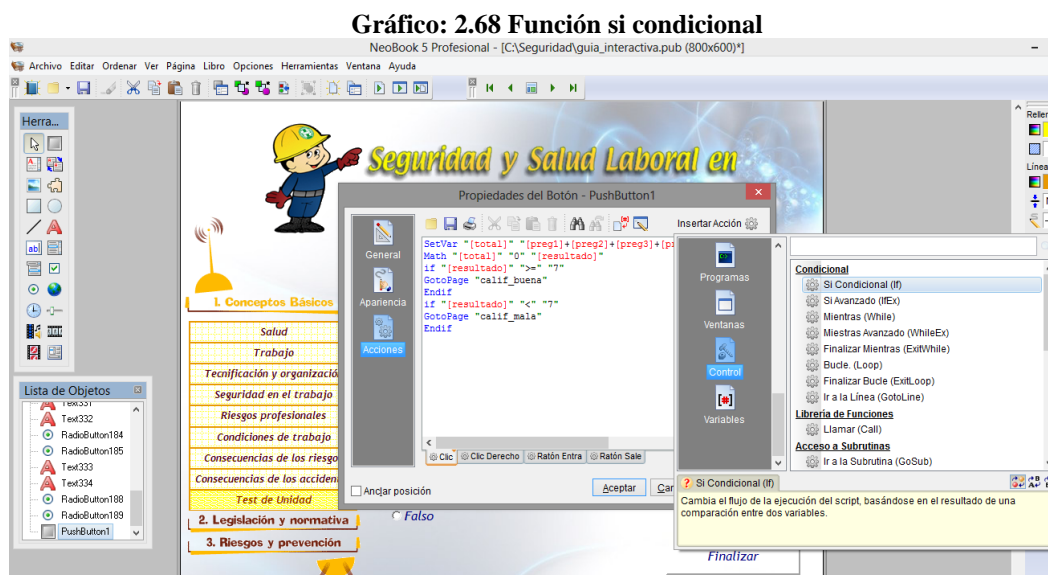 Gráfico: 2.68 Función si condicional
NeoBook 5 Profesional - [C:\Seguridad\guia_interactiva.pub (800x600)*]
Archivo Editar Ordenar Ver Página Libro Opciones Herramientas Ventana Ayuda
Herra...
Seguridad y Salud Laboral en
1. Conceptos Básicos
Salud
Trabajo
Tecnificación y organizació
Seguridad en el trabajo
Riesgos profesionales
Condiciones de trabajo
Consecuencias de los riesgo
Consecuencias de los acciden
Test de Unidad
2. Legislación y normativa
3. Riesgos y prevención
Lista de Objetos
Text331
Text332
RadioButton184
RadioButton185
Text333
Text334
RadioButton188
RadioButton189
PushButton1
Propiedades del Botón - PushButton1
General
Apariencia
Acciones
Insertar Acción
SetVar "[total]" "[preg1]+[preg2]+[preg3]+[p
Math "[total]" "0" "[resultado]"
if "[resultado]" ">=" "7"
GotoPage "calif_buena"
Endif
if "[resultado]" "<" "7"
GotoPage "calif_mala"
Endif
Clic
Clic Derecho
Ratón Entra
Ratón Sale
Anclar posición
Aceptar
Can
Falso
Finalizar
Programas
Ventanas
Control
Variables
Condicional
Si Condicional (If)
Si Avanzado (IfEx)
Mientras (While)
Miestras Avanzado (WhileEx)
Finalizar Mientras (ExitWhile)
Bucle. (Loop)
Finalizar Bucle (ExitLoop)
Ir a la Línea (GotoLine)
Libreria de Funciones
Llamar (Call)
Acceso a Subrutinas
Ir a la Subrutina (GoSub)
Si Condicional (If)
Cambia el flujo de la ejecución del script, basándose en el resultado de una
comparación entre dos variables.
Reller
Línea